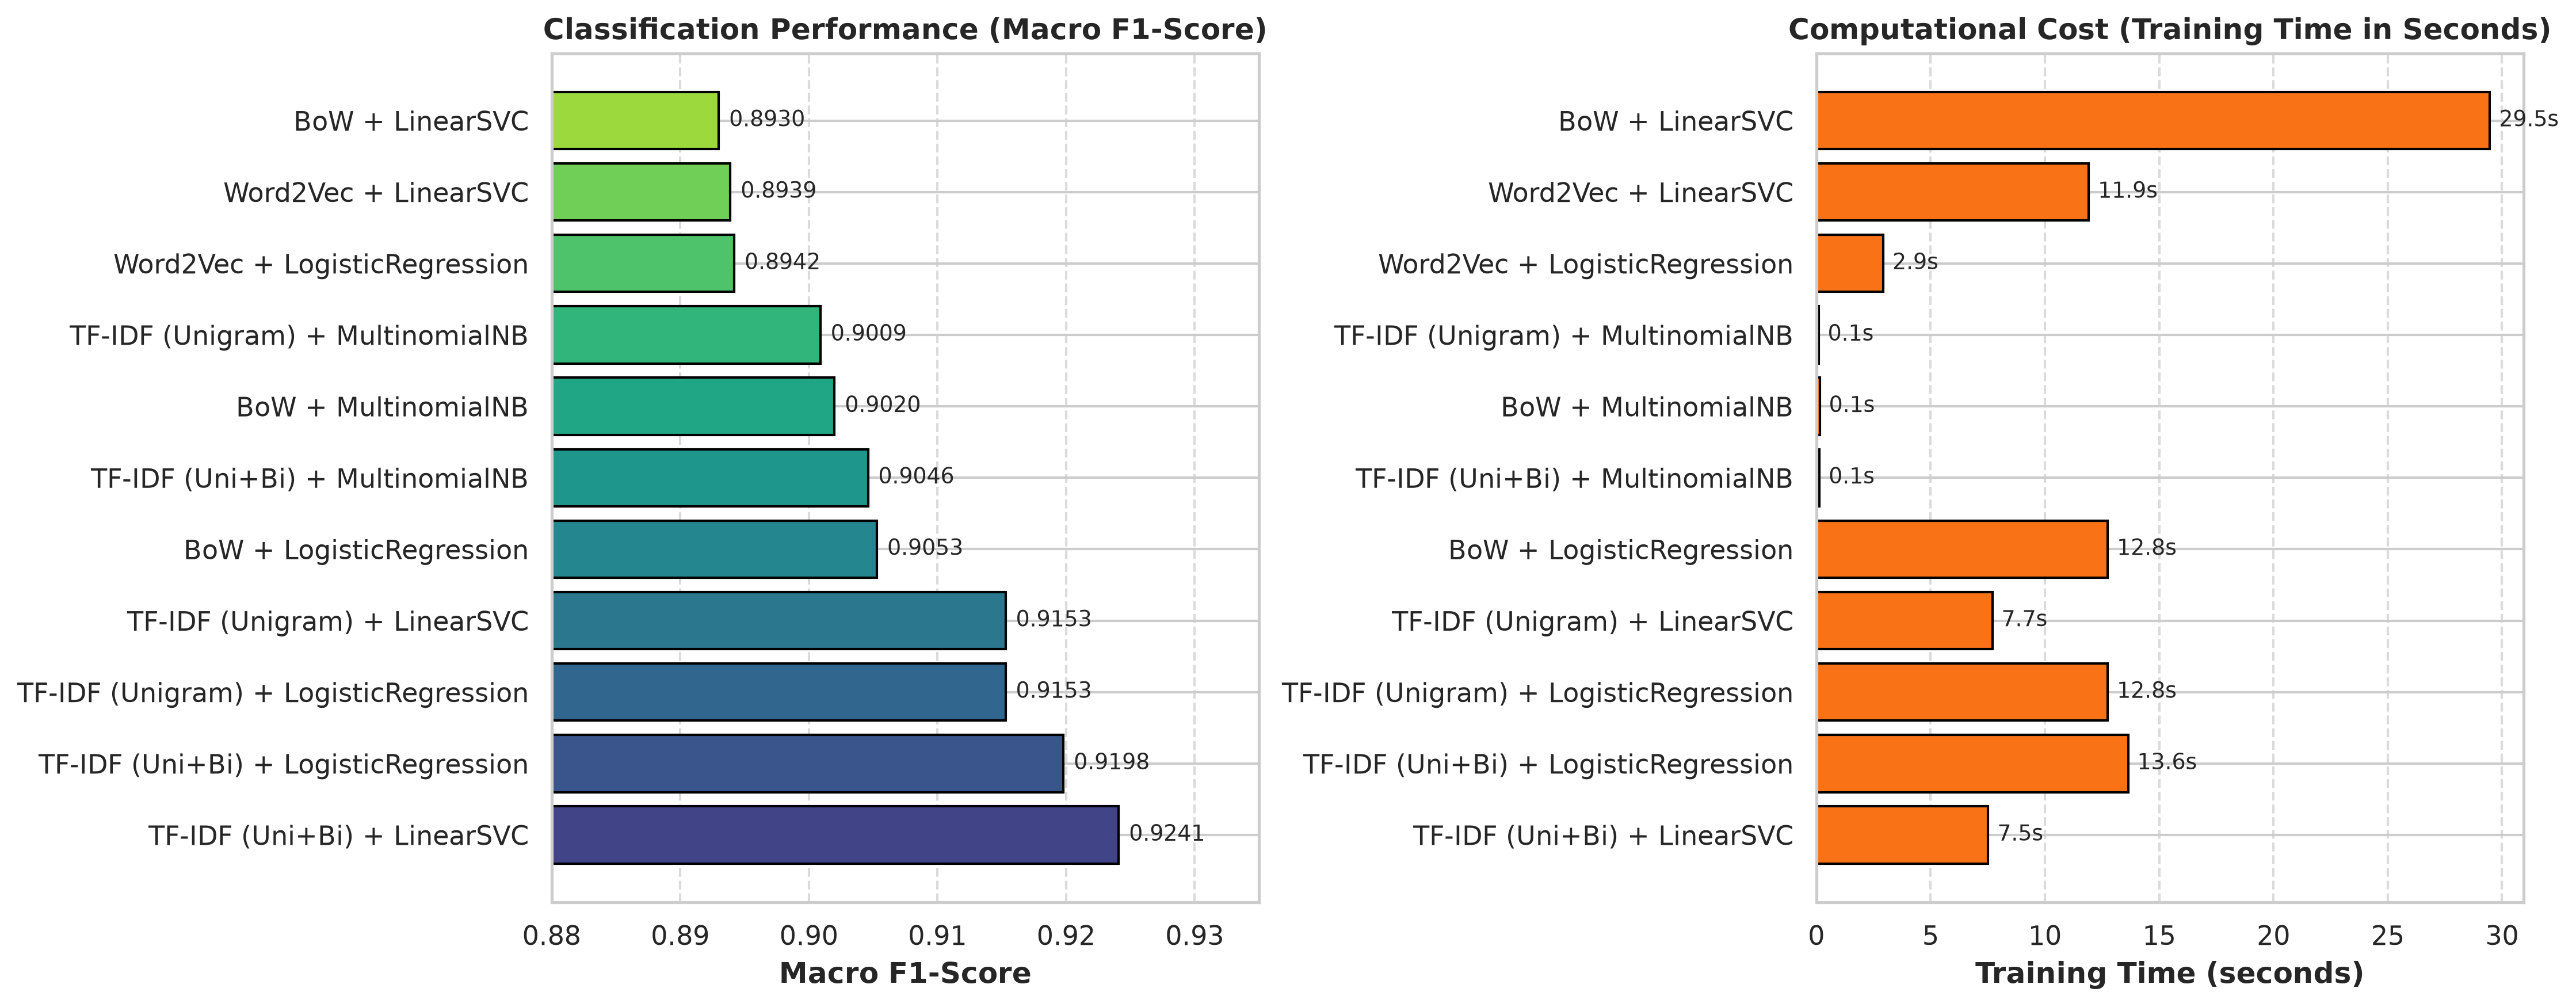 Classification Performance (Macro F1-Score)
BoW + LinearSVC
0.8930
Word2Vec + LinearSVC
0.8939
Word2Vec + LogisticRegression
0.8942
TF-IDF (Unigram) + MultinomialNB
0.9009
BoW + MultinomialNB
0.9020
TF-IDF (Uni+Bi) + MultinomialNB
0.9046
BoW + LogisticRegression
0.9053
TF-IDF (Unigram) + LinearSVC
0.9153
TF-IDF (Unigram) + LogisticRegression
0.9153
TF-IDF (Uni+Bi) + LogisticRegression
0.9198
TF-IDF (Uni+Bi) + LinearSVC
0.9241
0.88 0.89 0.90 0.91 0.92 0.93
Macro F1-Score
Computational Cost (Training Time in Seconds)
BoW + LinearSVC
29.5s
Word2Vec + LinearSVC
11.9s
Word2Vec + LogisticRegression
2.9s
TF-IDF (Unigram) + MultinomialNB
0.1s
BoW + MultinomialNB
0.1s
TF-IDF (Uni+Bi) + MultinomialNB
0.1s
BoW + LogisticRegression
12.8s
TF-IDF (Unigram) + LinearSVC
7.7s
TF-IDF (Unigram) + LogisticRegression
12.8s
TF-IDF (Uni+Bi) + LogisticRegression
13.6s
TF-IDF (Uni+Bi) + LinearSVC
7.5s
0 5 10 15 20 25 30
Training Time (seconds)